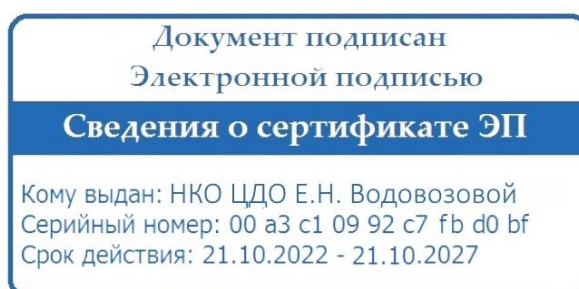 Документ подписан
Электронной подписью
Сведения о сертификате ЭП
Кому выдан: НКО ЦДО Е.Н. Водовозовой
Серийный номер: 00 a3 c1 09 92 c7 fb d0 bf
Срок действия: 21.10.2022 - 21.10.2027